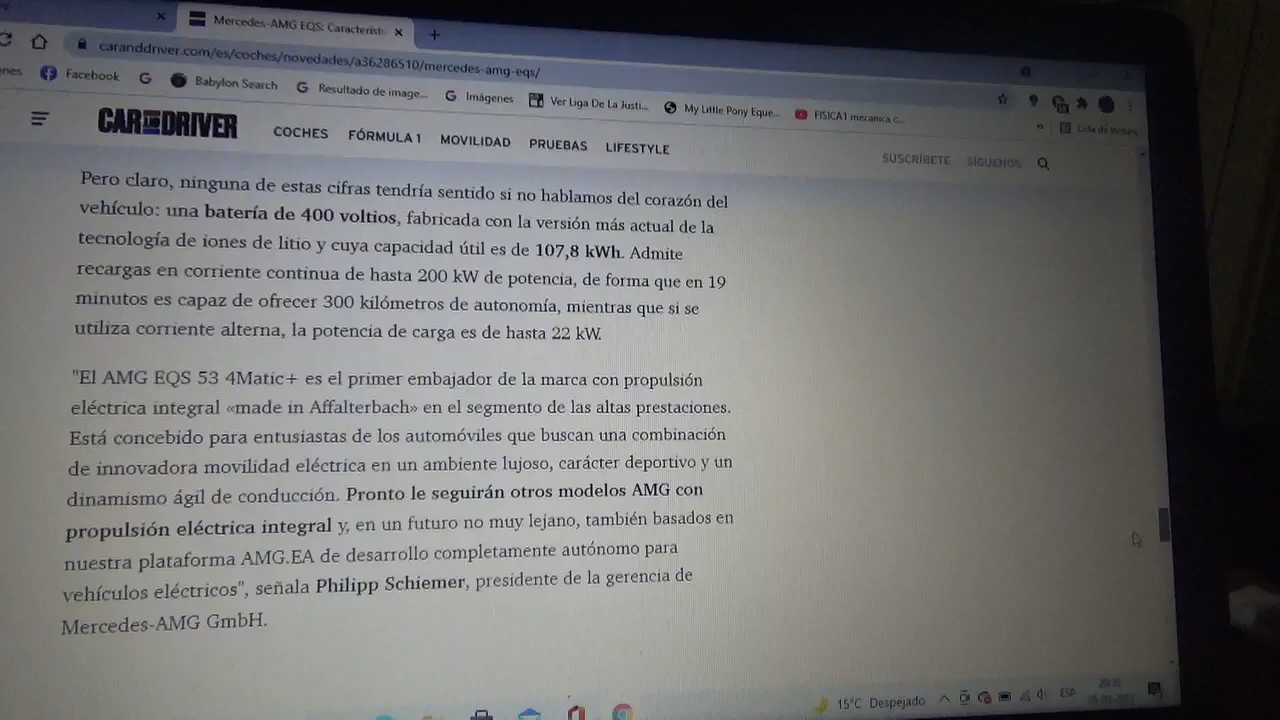 Mercedes-AMG EQS: Característi
caranddriver.com/es/coches/novedades/a36286510/mercedes-amg-eqs/
enes Facebook Babylon Search Resultado de image... Imágenes Ver Liga De La Justi... My Little Pony Eque... FISICA1 mecanica c...
Lista de lectura
CAR AND DRIVER COCHES FÓRMULA 1 MOVILIDAD PRUEBAS LIFESTYLE SUSCRÍBETE SÍGUENOS
Pero claro, ninguna de estas cifras tendría sentido si no hablamos del corazón del
vehículo: una batería de 400 voltios, fabricada con la versión más actual de la
tecnología de iones de litio y cuya capacidad útil es de 107,8 kWh. Admite
recargas en corriente continua de hasta 200 kW de potencia, de forma que en 19
minutos es capaz de ofrecer 300 kilómetros de autonomía, mientras que si se
utiliza corriente alterna, la potencia de carga es de hasta 22 kW.
"El AMG EQS 53 4Matic+ es el primer embajador de la marca con propulsión
eléctrica integral «made in Affalterbach» en el segmento de las altas prestaciones.
Está concebido para entusiastas de los automóviles que buscan una combinación
de innovadora movilidad eléctrica en un ambiente lujoso, carácter deportivo y un
dinamismo ágil de conducción. Pronto le seguirán otros modelos AMG con
propulsión eléctrica integral y, en un futuro no muy lejano, también basados en
nuestra plataforma AMG.EA de desarrollo completamente autónomo para
vehículos eléctricos", señala Philipp Schiemer, presidente de la gerencia de
Mercedes-AMG GmbH.
15°C Despejado ESP